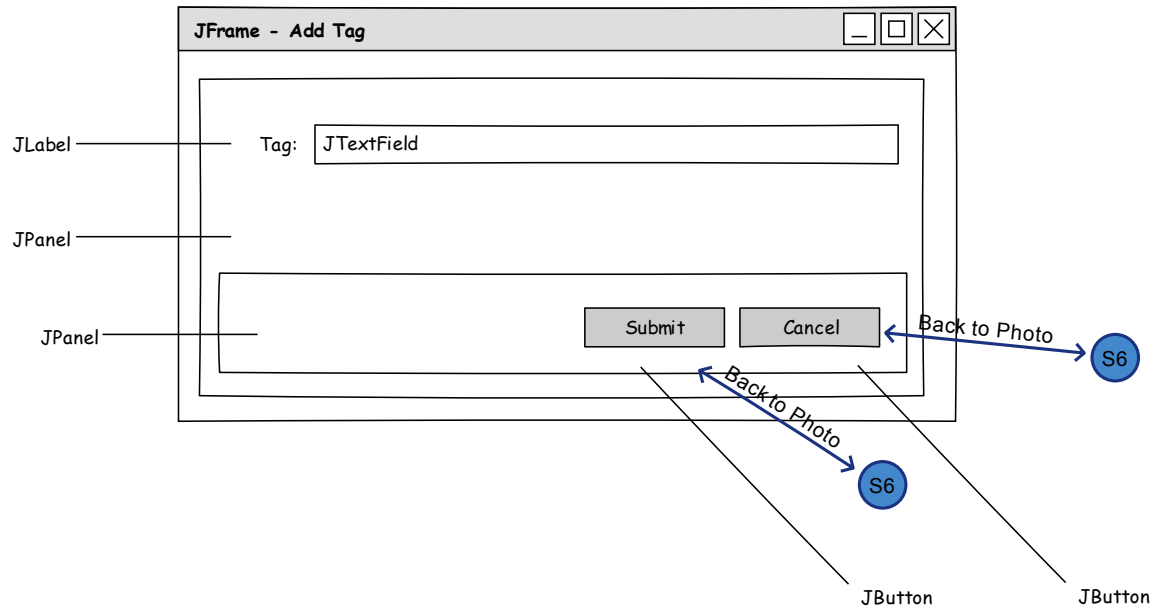 JFrame - Add Tag
JLabel
Tag:
JTextField
JPanel
JPanel
Submit
Cancel
Back to Photo
S6
Back to Photo
S6
JButton
JButton